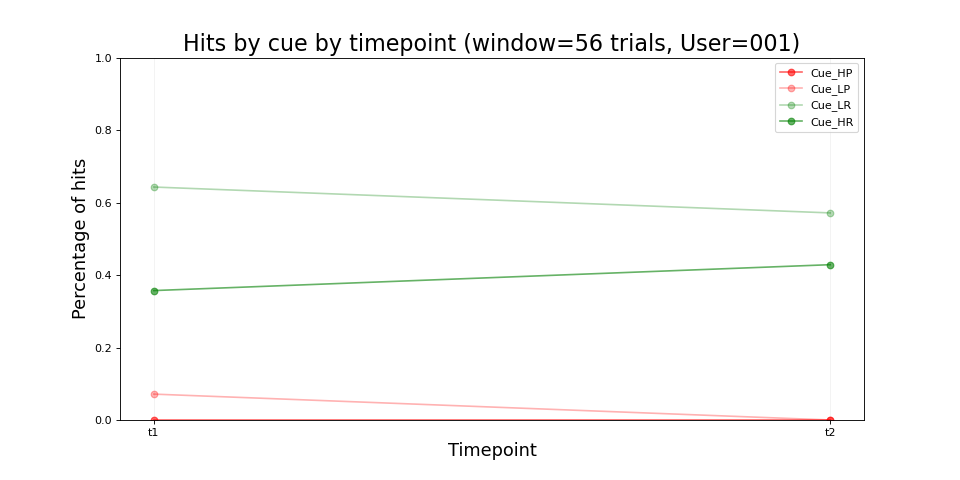 Hits by cue by timepoint (window=56 trials, User=001)
Cue_HP
Cue_LP
Cue_LR
Cue_HR
Percentage of hits
1.0
0.8
0.6
0.4
0.2
0.0
t1
t2
Timepoint